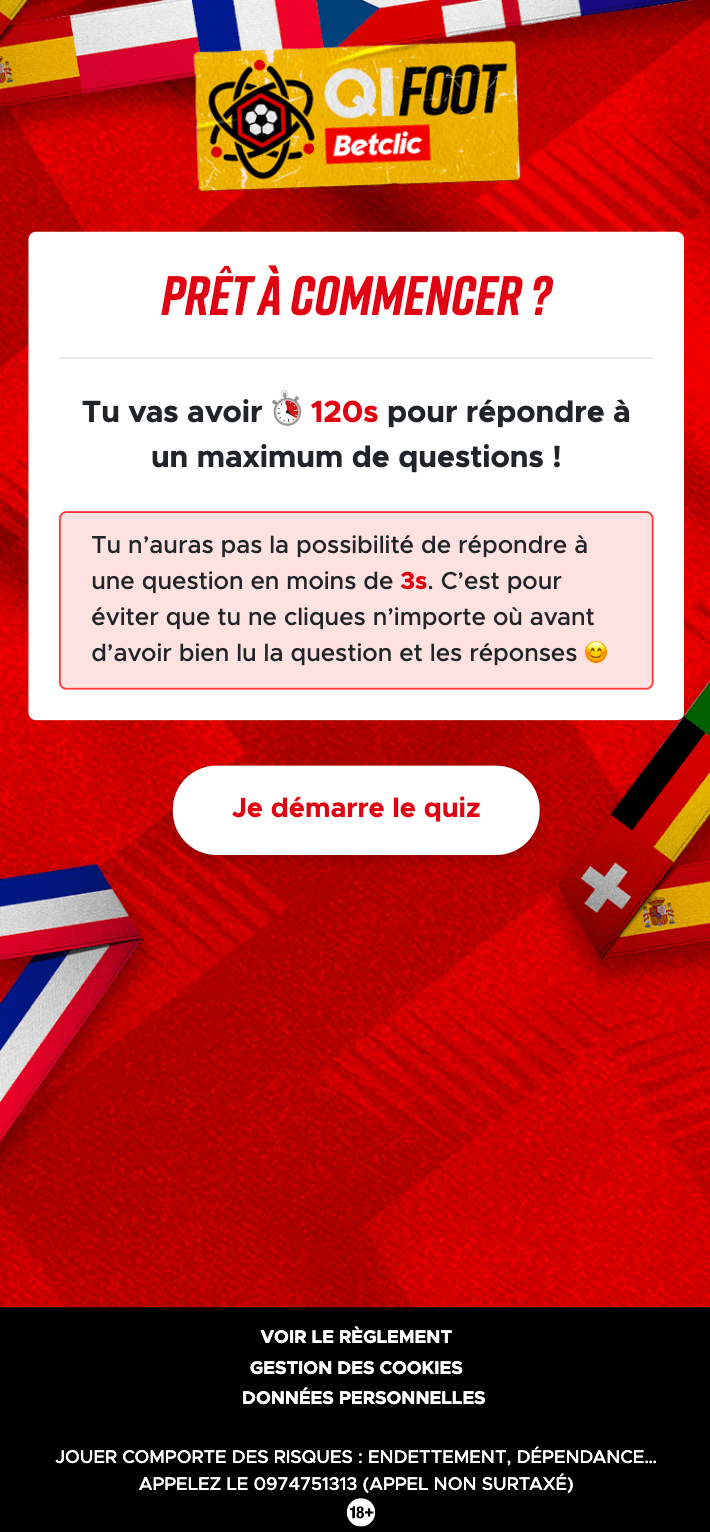 QI FOOT
Betclic
PRÊT À COMMENCER ?
Tu vas avoir ⏱ 120s pour répondre à
un maximum de questions !
Tu n’auras pas la possibilité de répondre à
une question en moins de 3s. C’est pour
éviter que tu ne cliques n’importe où avant
d’avoir bien lu la question et les réponses 😊
Je démarre le quiz
VOIR LE RÈGLEMENT
GESTION DES COOKIES
DONNÉES PERSONNELLES
JOUER COMPORTE DES RISQUES : ENDETTEMENT, DÉPENDANCE...
APPELEZ LE 0974751313 (APPEL NON SURTAXÉ)
18+